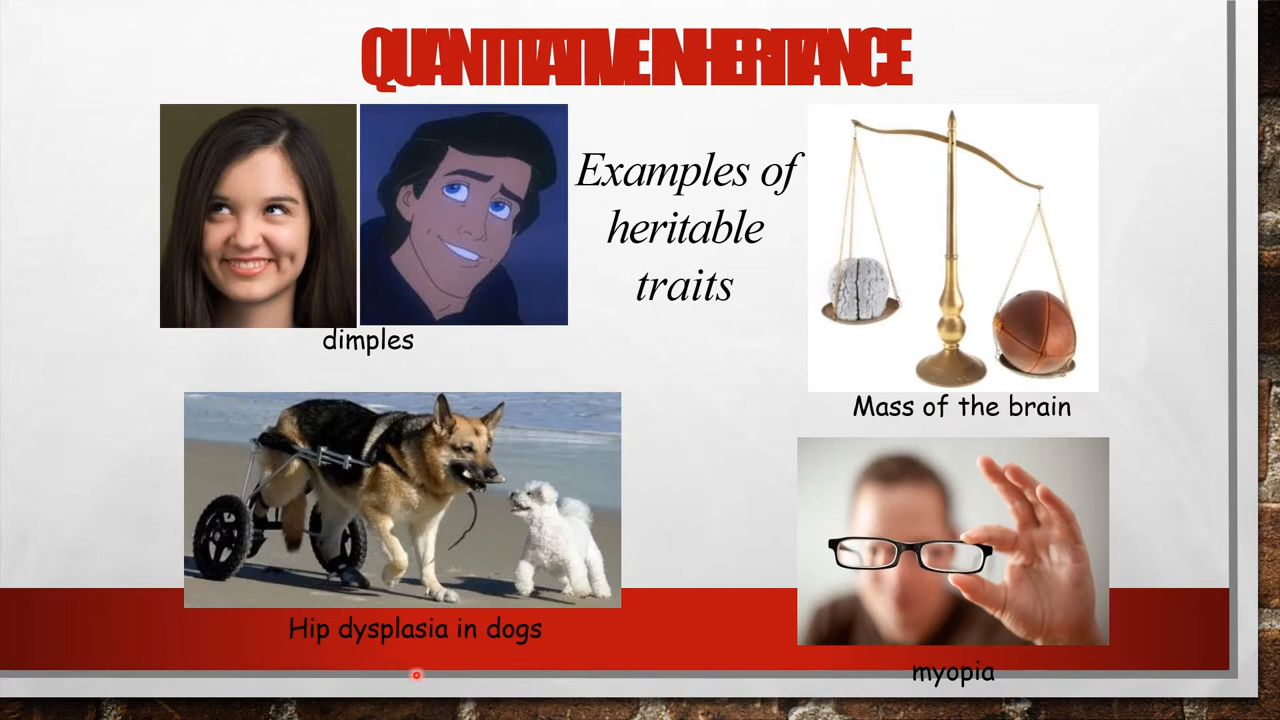 QUANTITATIVE INHERITANCE
Examples of
heritable
traits
dimples
Mass of the brain
Hip dysplasia in dogs
myopia